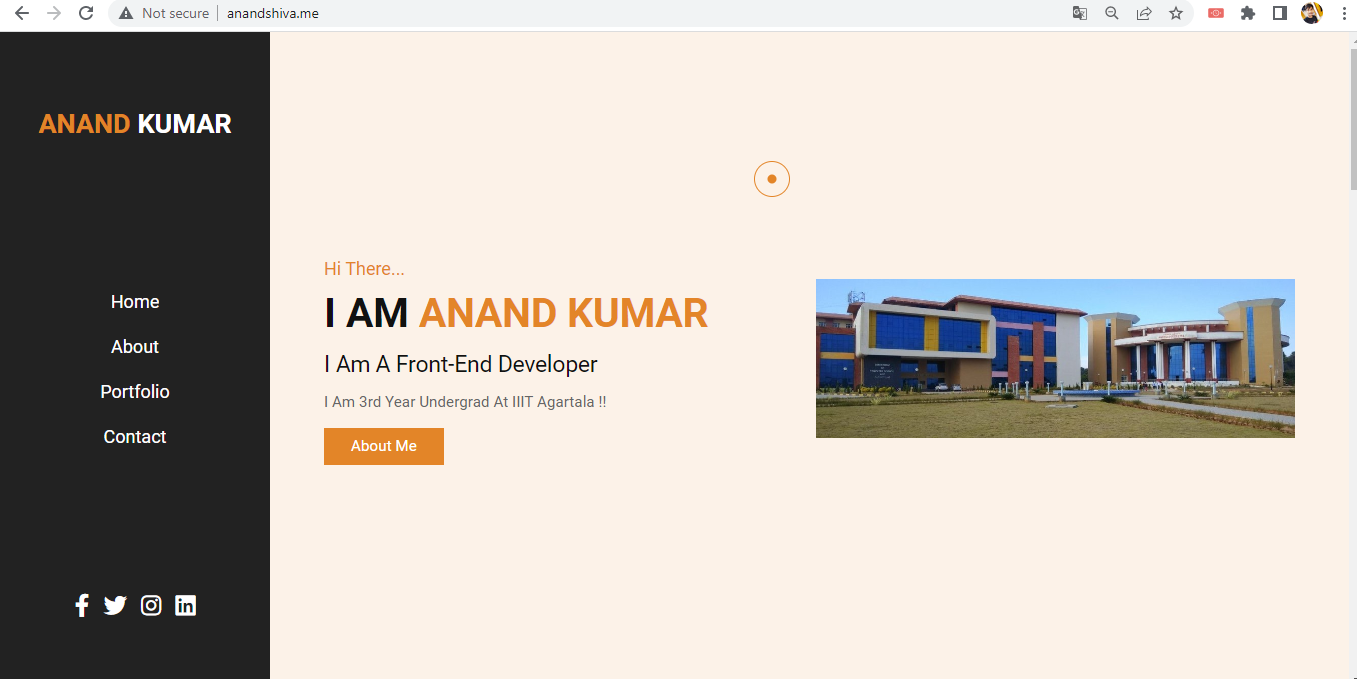 Not secure | anandshiva.me
ANAND KUMAR
Home
About
Portfolio
Contact
Hi There...
I AM ANAND KUMAR
I Am A Front-End Developer
I Am 3rd Year Undergrad At IIIT Agartala !!
About Me